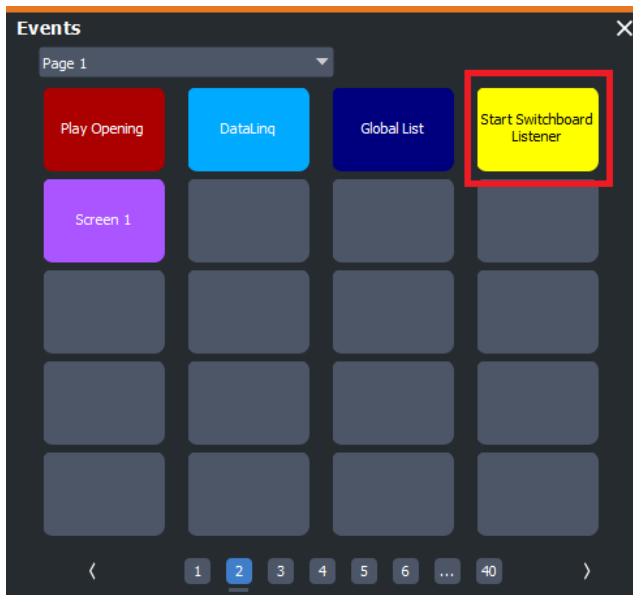 Events
Page 1
Play Opening
DataLinq
Global List
Start Switchboard
Listener
Screen 1
1 2 3 4 5 6 ... 40